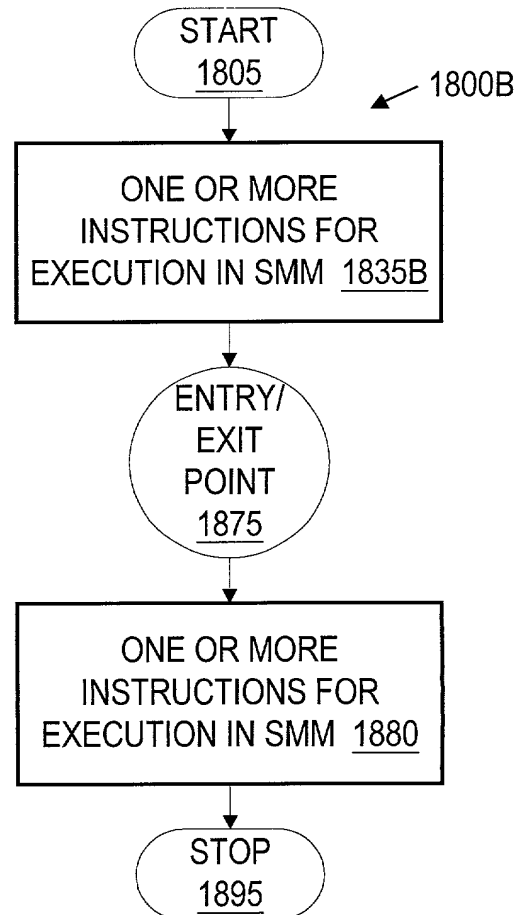 START
1805
1800B
ONE OR MORE
INSTRUCTIONS FOR
EXECUTION IN SMM 1835B
ENTRY/
EXIT
POINT
1875
ONE OR MORE
INSTRUCTIONS FOR
EXECUTION IN SMM 1880
STOP
1895